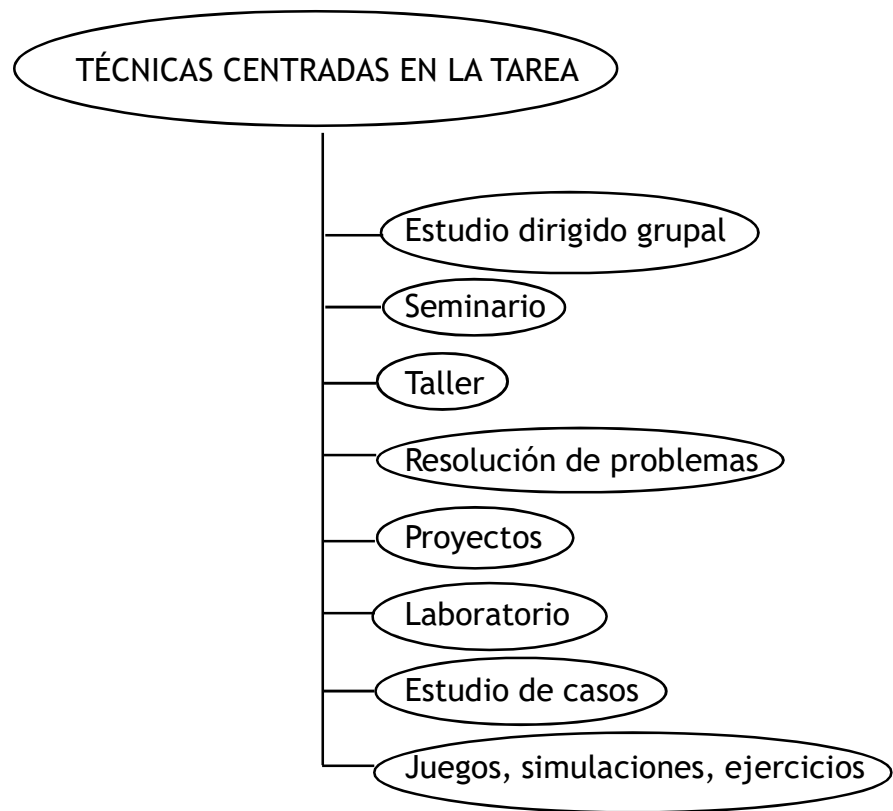 TÉCNICAS CENTRADAS EN LA TAREA
Estudio dirigido grupal
Seminario
Taller
Resolución de problemas
Proyectos
Laboratorio
Estudio de casos
Juegos, simulaciones, ejercicios